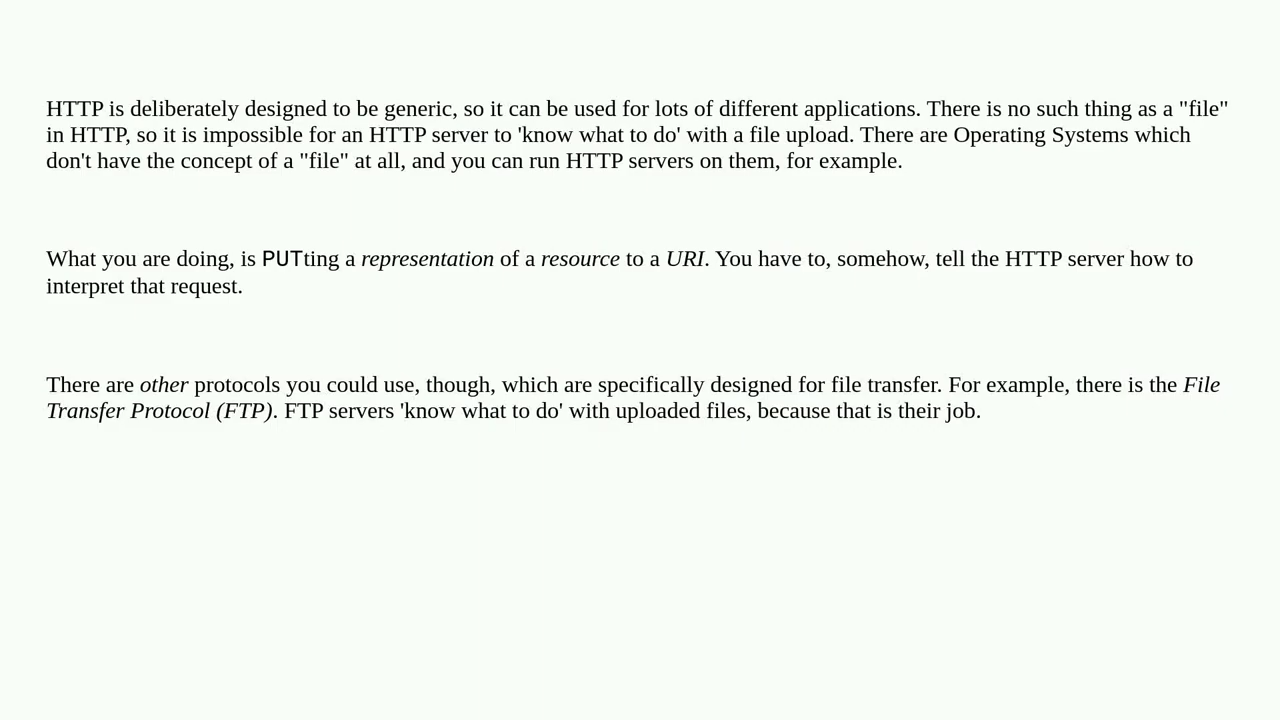 HTTP is deliberately designed to be generic, so it can be used for lots of different applications. There is no such thing as a "file"
in HTTP, so it is impossible for an HTTP server to 'know what to do' with a file upload. There are Operating Systems which
don't have the concept of a "file" at all, and you can run HTTP servers on them, for example.
What you are doing, is PUTting a representation of a resource to a URI. You have to, somehow, tell the HTTP server how to
interpret that request.
There are other protocols you could use, though, which are specifically designed for file transfer. For example, there is the File
Transfer Protocol (FTP). FTP servers 'know what to do' with uploaded files, because that is their job.